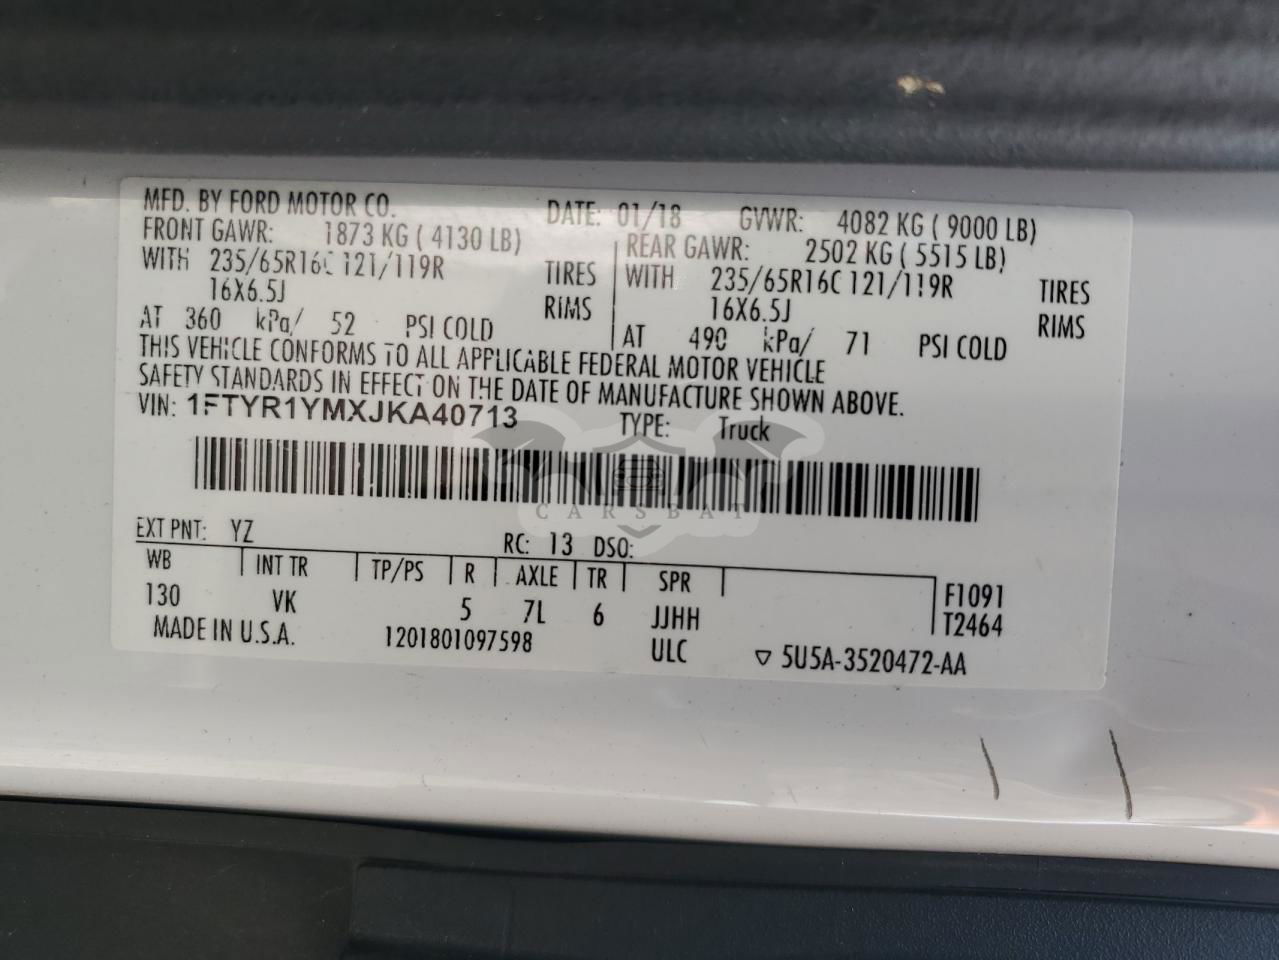 MFD. BY FORD MOTOR CO. DATE: 01/18 GVWR: 4082 KG ( 9000 LB)
FRONT GAWR: 1873 KG ( 4130 LB) REAR GAWR: 2502 KG ( 5515 LB)
WITH 235/65R16C 121/119R TIRES WITH 235/65R16C 121/119R TIRES
16X6.5J RIMS 16X6.5J RIMS
AT 360 kPa/ 52 PSI COLD AT 490 kPa/ 71 PSI COLD
THIS VEHICLE CONFORMS TO ALL APPLICABLE FEDERAL MOTOR VEHICLE
SAFETY STANDARDS IN EFFECT ON THE DATE OF MANUFACTURE SHOWN ABOVE.
VIN: 1FTYR1YMXJKA40713 TYPE: Truck
CARSBAT
EXT PNT: YZ RC: 13 DSO:
WB INT TR TP/PS R AXLE TR SPR F1091
130 VK 5 7L 6 JJHH T2464
MADE IN U.S.A. 1201801097598 ULC ▽ 5U5A-3520472-AA